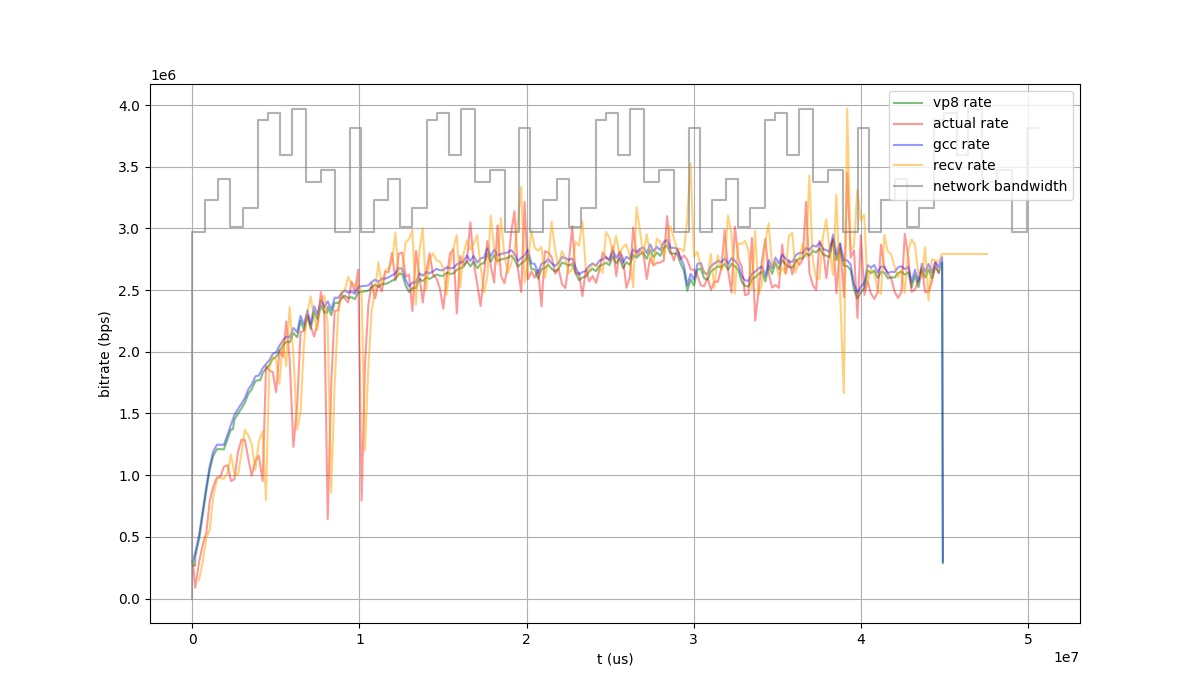 1e6
4.0
3.5
3.0
2.5
2.0
1.5
1.0
0.5
0.0
bitrate (bps)
vp8 rate
actual rate
gcc rate
recv rate
network bandwidth
0 1 2 3 4 5
t (us)
1e7